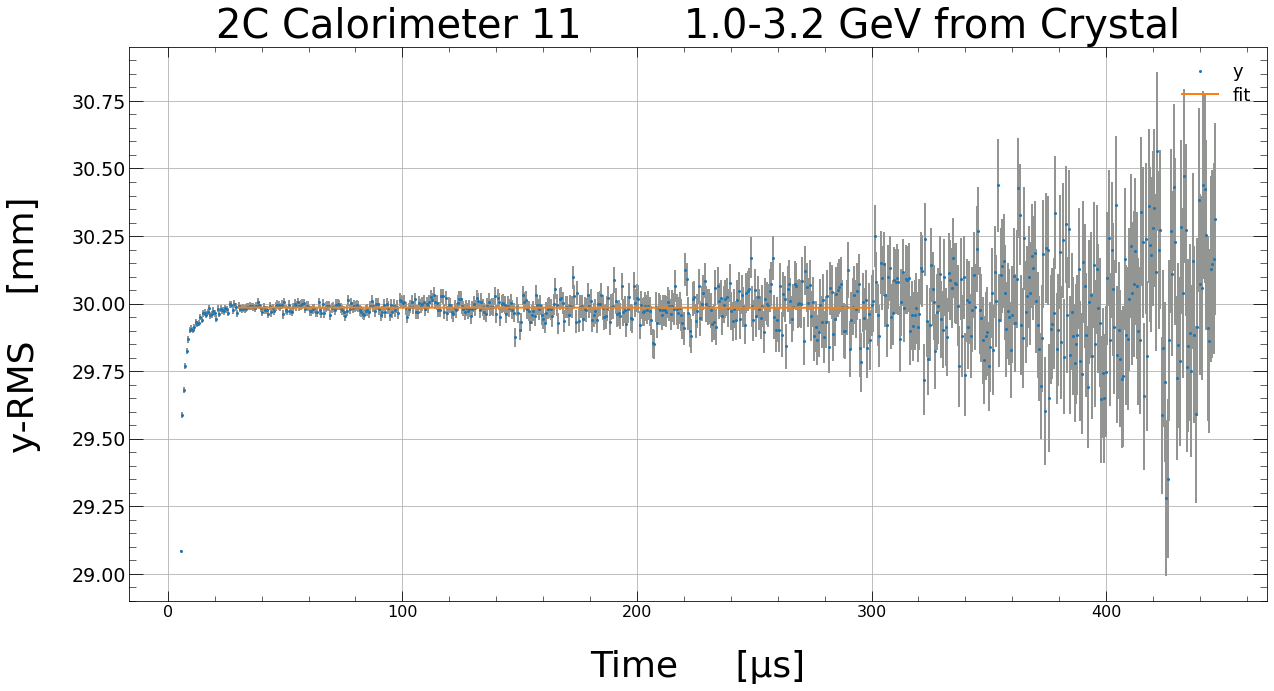 2C Calorimeter 11 1.0-3.2 GeV from Crystal
y
fit
y-RMS [mm]
30.75
30.50
30.25
30.00
29.75
29.50
29.25
29.00
0 100 200 300 400
Time [μs]